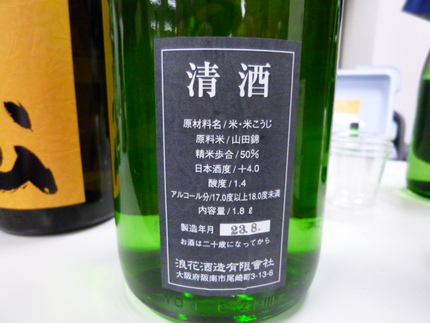 清酒
原材料名/米・米こうじ
原料米/山田錦
精米歩合/50%
日本酒度/+4.0
酸度/1.4
アルコール分/17.0度以上18.0度未満
内容量/1.8ℓ
製造年月 23.8.
お酒は二十歳になってから
浪花酒造有限會社
大阪府阪南市尾崎町3-13-6